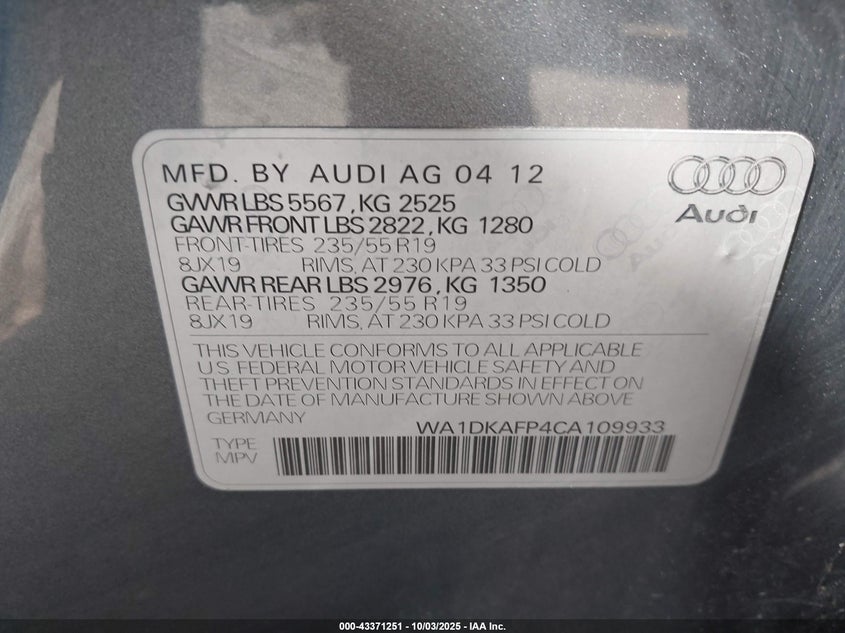 MFD. BY AUDI AG 04 12
GWWR LBS 5567, KG 2525
GAWR FRONT LBS 2822, KG 1280
FRONT-TIRES 235/55 R19
8JX19 RIMS, AT 230 KPA 33 PSI COLD
GAWR REAR LBS 2976, KG 1350
REAR-TIRES 235/55 R19
8JX19 RIMS, AT 230 KPA 33 PSI COLD
Audi
THIS VEHICLE CONFORMS TO ALL APPLICABLE
U.S. FEDERAL MOTOR VEHICLE SAFETY AND
THEFT PREVENTION STANDARDS IN EFFECT ON
THE DATE OF MANUFACTURE SHOWN ABOVE
GERMANY
WA1DKAFP4CA109933
TYPE
MPV
000-43371251 - 10/03/2025 - IAA Inc.